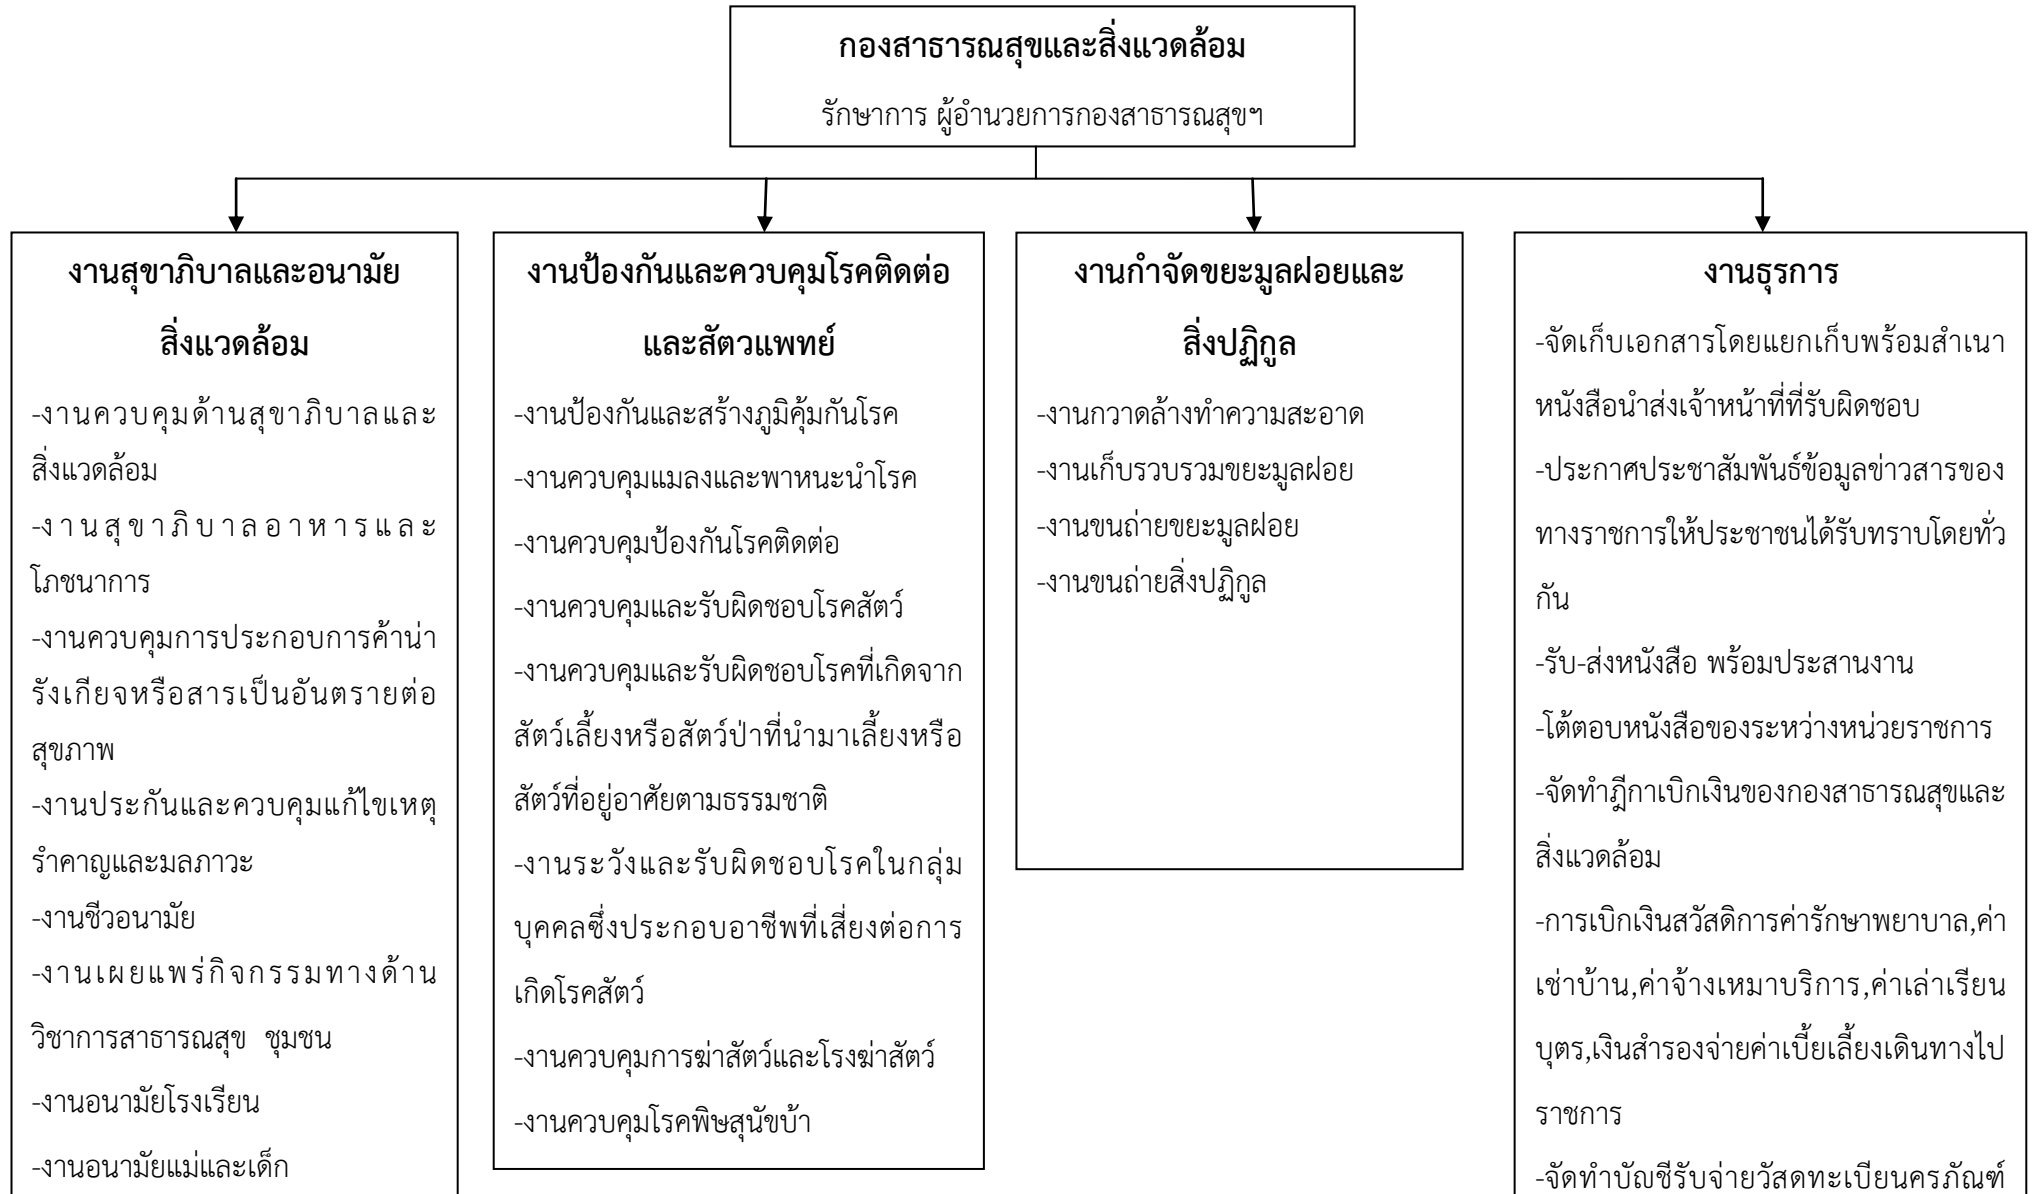 กองสาธารณสุขและสิ่งแวดล้อม
รักษาการ ผู้อำนวยการกองสาธารณสุขฯ
งานสุขาภิบาลและอนามัย
สิ่งแวดล้อม
-งานควบคุมด้านสุขาภิบาลและ
สิ่งแวดล้อม
-งานสุขาภิบาลอาหารและ
โภชนาการ
-งานควบคุมการประกอบการค้าน่า
รังเกียจหรือสารเป็นอันตรายต่อ
สุขภาพ
-งานประกันและควบคุมแก้ไขเหตุ
รำคาญและมลภาวะ
-งานชีวอนามัย
-งานเผยแพร่กิจกรรมทางด้าน
วิชาการสาธารณสุข ชุมชน
-งานอนามัยโรงเรียน
-งานอนามัยแม่และเด็ก
งานป้องกันและควบคุมโรคติดต่อ
และสัตวแพทย์
-งานป้องกันและสร้างภูมิคุ้มกันโรค
-งานควบคุมแมลงและพาหนะนำโรค
-งานควบคุมป้องกันโรคติดต่อ
-งานควบคุมและรับผิดชอบโรคสัตว์
-งานควบคุมและรับผิดชอบโรคที่เกิดจาก
สัตว์เลี้ยงหรือสัตว์ป่าที่นำมาเลี้ยงหรือ
สัตว์ที่อยู่อาศัยตามธรรมชาติ
-งานระวังและรับผิดชอบโรคในกลุ่ม
บุคคลซึ่งประกอบอาชีพที่เสี่ยงต่อการ
เกิดโรคสัตว์
-งานควบคุมการฆ่าสัตว์และโรงฆ่าสัตว์
-งานควบคุมโรคพิษสุนัขบ้า
งานกำจัดขยะมูลฝอยและ
สิ่งปฏิกูล
-งานกวาดล้างทำความสะอาด
-งานเก็บรวบรวมขยะมูลฝอย
-งานขนถ่ายขยะมูลฝอย
-งานขนถ่ายสิ่งปฏิกูล
งานธุรการ
-จัดเก็บเอกสารโดยแยกเก็บพร้อมสำเนา
หนังสือนำส่งเจ้าหน้าที่ที่รับผิดชอบ
-ประกาศประชาสัมพันธ์ข้อมูลข่าวสารของ
ทางราชการให้ประชาชนได้รับทราบโดยทั่ว
กัน
-รับ-ส่งหนังสือ พร้อมประสานงาน
-โต้ตอบหนังสือของระหว่างหน่วยราชการ
-จัดทำฎีกาเบิกเงินของกองสาธารณสุขและ
สิ่งแวดล้อม
-การเบิกเงินสวัสดิการค่ารักษาพยาบาล,ค่า
เช่าบ้าน,ค่าจ้างเหมาบริการ,ค่าเล่าเรียน
บุตร,เงินสำรองจ่ายค่าเบี้ยเลี้ยงเดินทางไป
ราชการ
-จัดทำบัญชีรับจ่ายวัสดุทะเบียนครุภัณฑ์